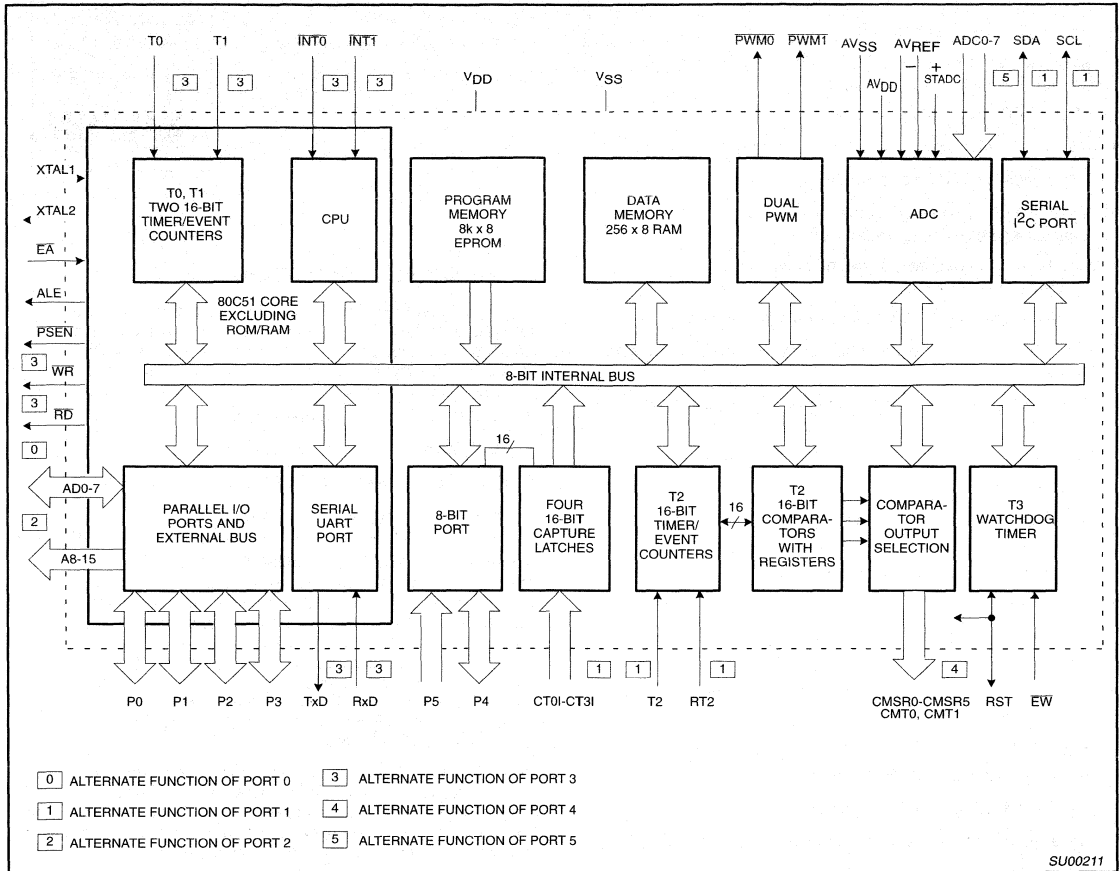 T0 T1 INT0 INT1 PWM0 PWM1 AVSS AVREF ADC0-7 SDA SCL
3 3 3 3 VDD VSS AVDD − + STADC 5 1 1
XTAL1
XTAL2
EA
ALE
PSEN
3 WR
3 RD
0
AD0-7
2
A8-15
T0, T1
TWO 16-BIT
TIMER/EVENT
COUNTERS
CPU
PROGRAM
MEMORY
8k x 8
EPROM
DATA
MEMORY
256 x 8 RAM
DUAL
PWM
ADC
SERIAL
I2C PORT
80C51 CORE
EXCLUDING
ROM/RAM
8-BIT INTERNAL BUS
PARALLEL I/O
PORTS AND
EXTERNAL BUS
SERIAL
UART
PORT
8-BIT
PORT
16
FOUR
16-BIT
CAPTURE
LATCHES
T2
16-BIT
TIMER/
EVENT
COUNTERS
16
T2
16-BIT
COMPARA-
TORS
WITH
REGISTERS
COMPARA-
TOR
OUTPUT
SELECTION
T3
WATCHDOG
TIMER
3 3 1 1 1 4
P0 P1 P2 P3 TxD RxD P5 P4 CT0I-CT3I T2 RT2 CMSR0-CMSR5 RST EW
CMT0, CMT1
0 ALTERNATE FUNCTION OF PORT 0
1 ALTERNATE FUNCTION OF PORT 1
2 ALTERNATE FUNCTION OF PORT 2
3 ALTERNATE FUNCTION OF PORT 3
4 ALTERNATE FUNCTION OF PORT 4
5 ALTERNATE FUNCTION OF PORT 5
SU00211